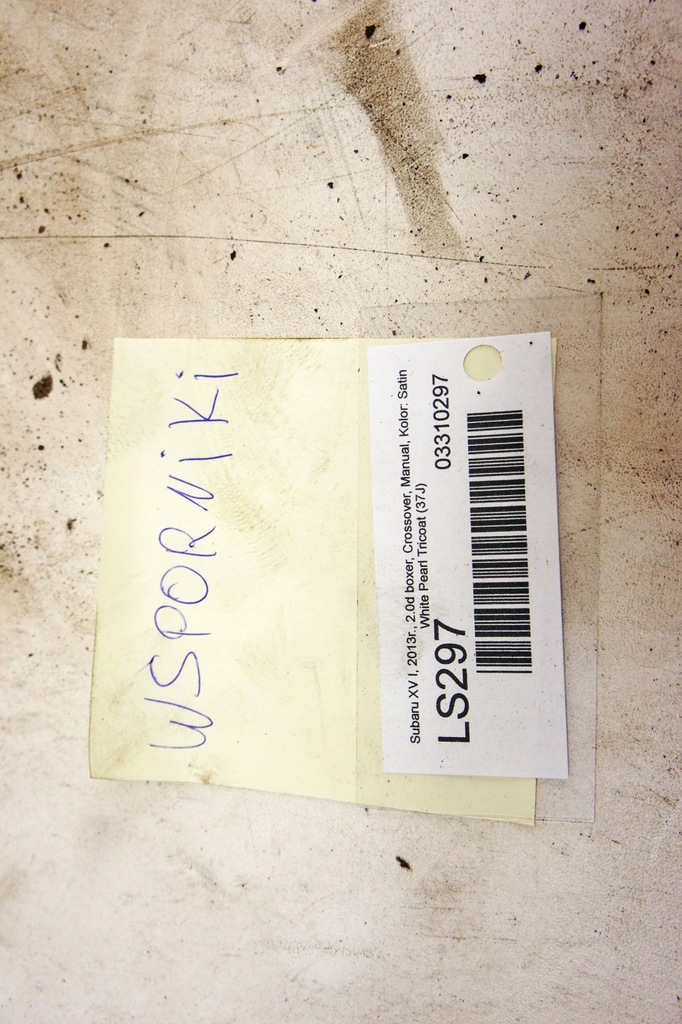 WSPORNiKi
Subaru XV I, 2013r., 2.0d boxer, Crossover, Manual, Kolor: Satin
White Pearl Tricoat (37J)
LS297
03310297